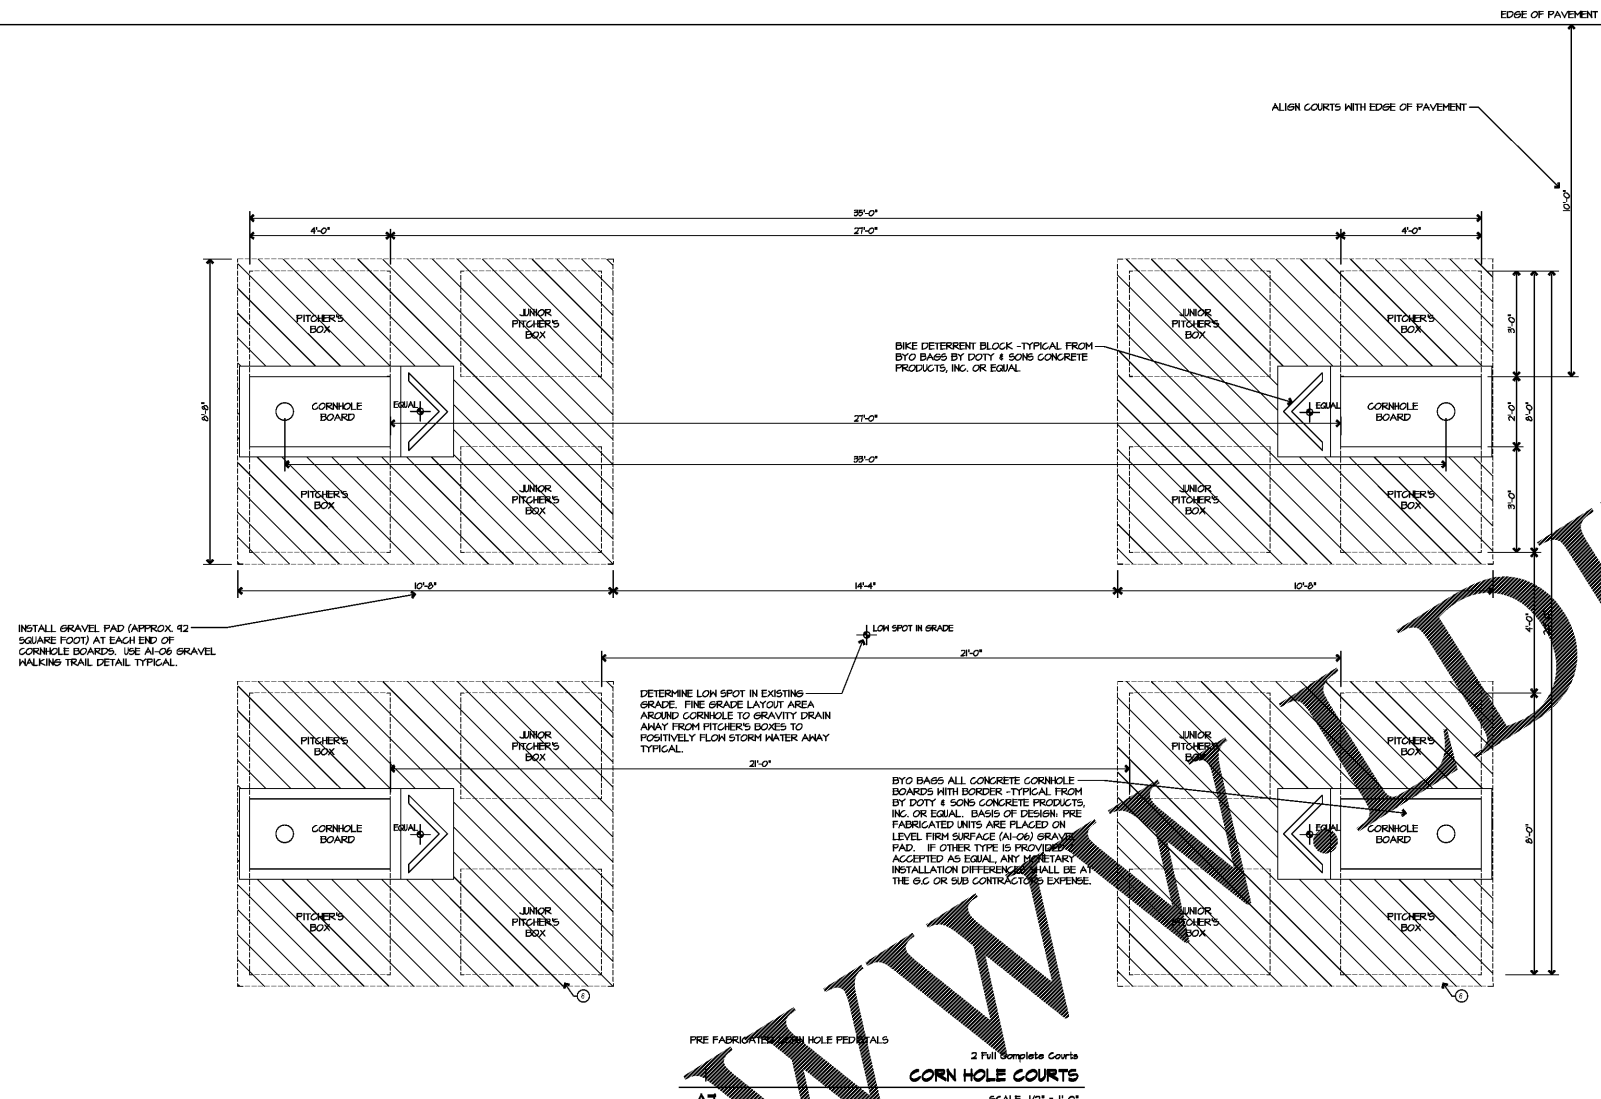 EDGE OF PAVEMENT
ALIGN COURTS WITH EDGE OF PAVEMENT
10'-0"
35'-0"
4'-0"
27'-0"
4'-0"
PITCHER'S
BOX
JUNIOR
PITCHER'S
BOX
JUNIOR
PITCHER'S
BOX
PITCHER'S
BOX
3'-0"
BIKE DETERRENT BLOCK -TYPICAL FROM
BYO BAGS BY DOTY & SONS CONCRETE
PRODUCTS, INC. OR EQUAL
8'-8"
CORNHOLE
BOARD
EQUAL
EQUAL
CORNHOLE
BOARD
2'-0"
8'-0"
27'-0"
33'-0"
PITCHER'S
BOX
JUNIOR
PITCHER'S
BOX
JUNIOR
PITCHER'S
BOX
PITCHER'S
BOX
3'-0"
10'-8"
14'-4"
10'-8"
INSTALL GRAVEL PAD (APPROX. 92
SQUARE FOOT) AT EACH END OF
CORNHOLE BOARDS. USE A1-06 GRAVEL
WALKING TRAIL DETAIL TYPICAL.
LOW SPOT IN GRADE
4'-0"
21'-0"
DETERMINE LOW SPOT IN EXISTING
GRADE. FINE GRADE LAYOUT AREA
AROUND CORNHOLE TO GRAVITY DRAIN
AWAY FROM PITCHER'S BOXES TO
POSITIVELY FLOW STORM WATER AWAY
TYPICAL.
PITCHER'S
BOX
JUNIOR
PITCHER'S
BOX
JUNIOR
PITCHER'S
BOX
PITCHER'S
BOX
21'-0"
BYO BAGS ALL CONCRETE CORNHOLE
BOARDS WITH BORDER -TYPICAL FROM
BY DOTY & SONS CONCRETE PRODUCTS,
INC. OR EQUAL. BASIS OF DESIGN: PRE
FABRICATED UNITS ARE PLACED ON
LEVEL FIRM SURFACE (A1-06) GRAVEL
PAD. IF OTHER TYPE IS PROVIDED
ACCEPTED AS EQUAL, ANY MONETARY
INSTALLATION DIFFERENCE SHALL BE AT
THE G.C OR SUB CONTRACTORS EXPENSE.
CORNHOLE
BOARD
EQUAL
EQUAL
CORNHOLE
BOARD
8'-0"
PITCHER'S
BOX
JUNIOR
PITCHER'S
BOX
JUNIOR
PITCHER'S
BOX
PITCHER'S
BOX
PRE FABRICATED CORN HOLE PEDISTALS
2 Full Complete Courts
CORN HOLE COURTS
SCALE: 1/2" = 1'-0"
WWW.LD